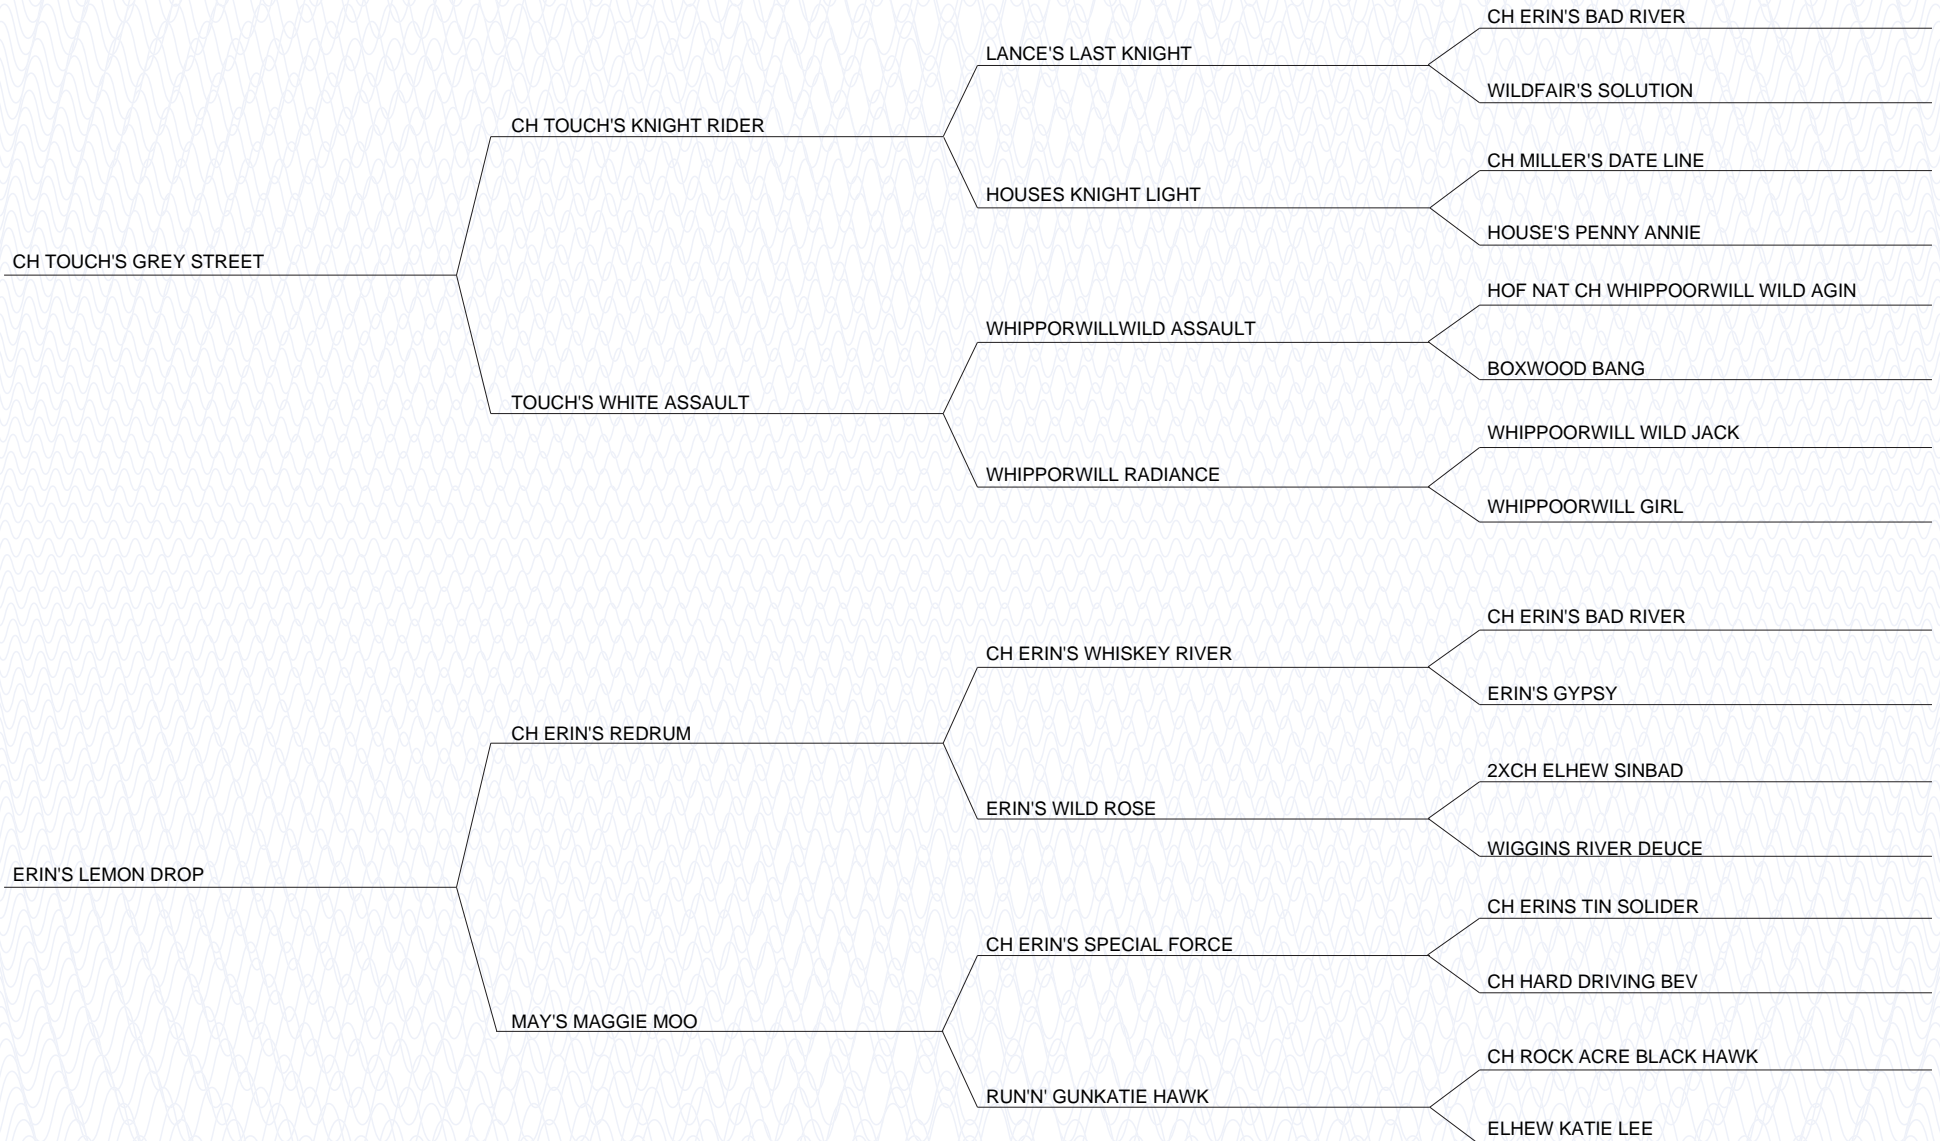 CH ERIN'S BAD RIVER
LANCE'S LAST KNIGHT
WILDFAIR'S SOLUTION
CH TOUCH'S KNIGHT RIDER
CH MILLER'S DATE LINE
HOUSES KNIGHT LIGHT
HOUSE'S PENNY ANNIE
CH TOUCH'S GREY STREET
HOF NAT CH WHIPPOORWILL WILD AGIN
WHIPPORWILLWILD ASSAULT
BOXWOOD BANG
TOUCH'S WHITE ASSAULT
WHIPPOORWILL WILD JACK
WHIPPORWILL RADIANCE
WHIPPOORWILL GIRL
CH ERIN'S BAD RIVER
CH ERIN'S WHISKEY RIVER
ERIN'S GYPSY
CH ERIN'S REDRUM
2XCH ELHEW SINBAD
ERIN'S WILD ROSE
WIGGINS RIVER DEUCE
ERIN'S LEMON DROP
CH ERINS TIN SOLIDER
CH ERIN'S SPECIAL FORCE
CH HARD DRIVING BEV
MAY'S MAGGIE MOO
CH ROCK ACRE BLACK HAWK
RUN'N' GUNKATIE HAWK
ELHEW KATIE LEE